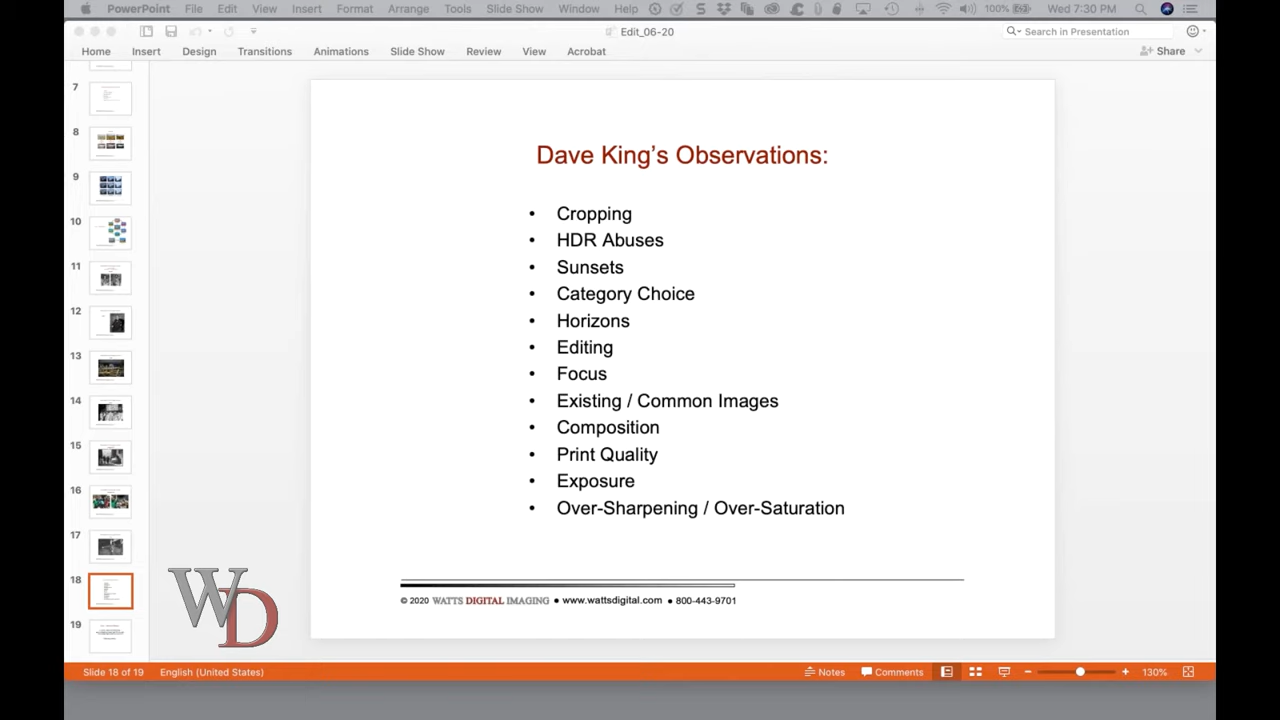 PowerPoint File Edit View Insert Format Arrange Tools Slide Show Window Help 100% Wed 7:30 PM
Edit_06-20
Search in Presentation
Home Insert Design Transitions Animations Slide Show Review View Acrobat
Share
7
8
9
10
11
12
13
14
15
16
17
18
19
Dave King’s Observations:
• Cropping
• HDR Abuses
• Sunsets
• Category Choice
• Horizons
• Editing
• Focus
• Existing / Common Images
• Composition
• Print Quality
• Exposure
• Over-Sharpening / Over-Saturation
© 2020 WATTS DIGITAL IMAGING • www.wattsdigital.com • 800-443-9701
WD
Slide 18 of 19 English (United States) Notes Comments 130%